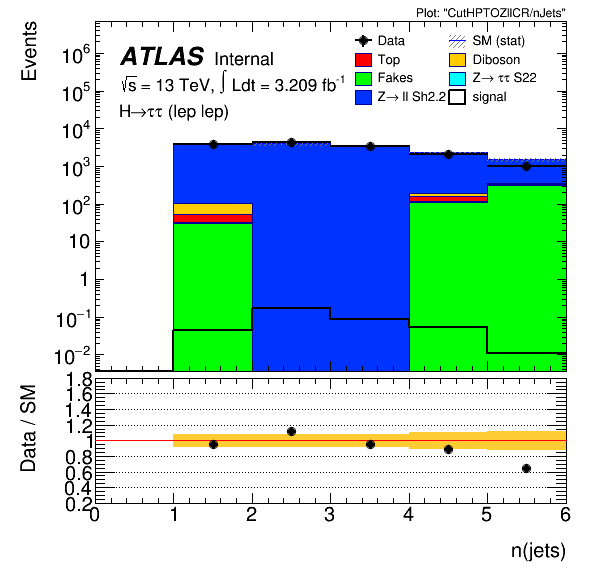 Plot: "CutHPTOZllCR/nJets"
Events
ATLAS Internal
√s = 13 TeV, ∫ Ldt = 3.209 fb⁻¹
H→ττ (lep lep)
Data
SM (stat)
Top
Diboson
Fakes
Z→ ττ S22
Z→ ll Sh2.2
signal
10⁶
10⁵
10⁴
10³
10²
10
1
10⁻¹
10⁻²
Data / SM
1.8
1.6
1.4
1.2
1
0.8
0.6
0.4
0.2
0 1 2 3 4 5 6
n(jets)